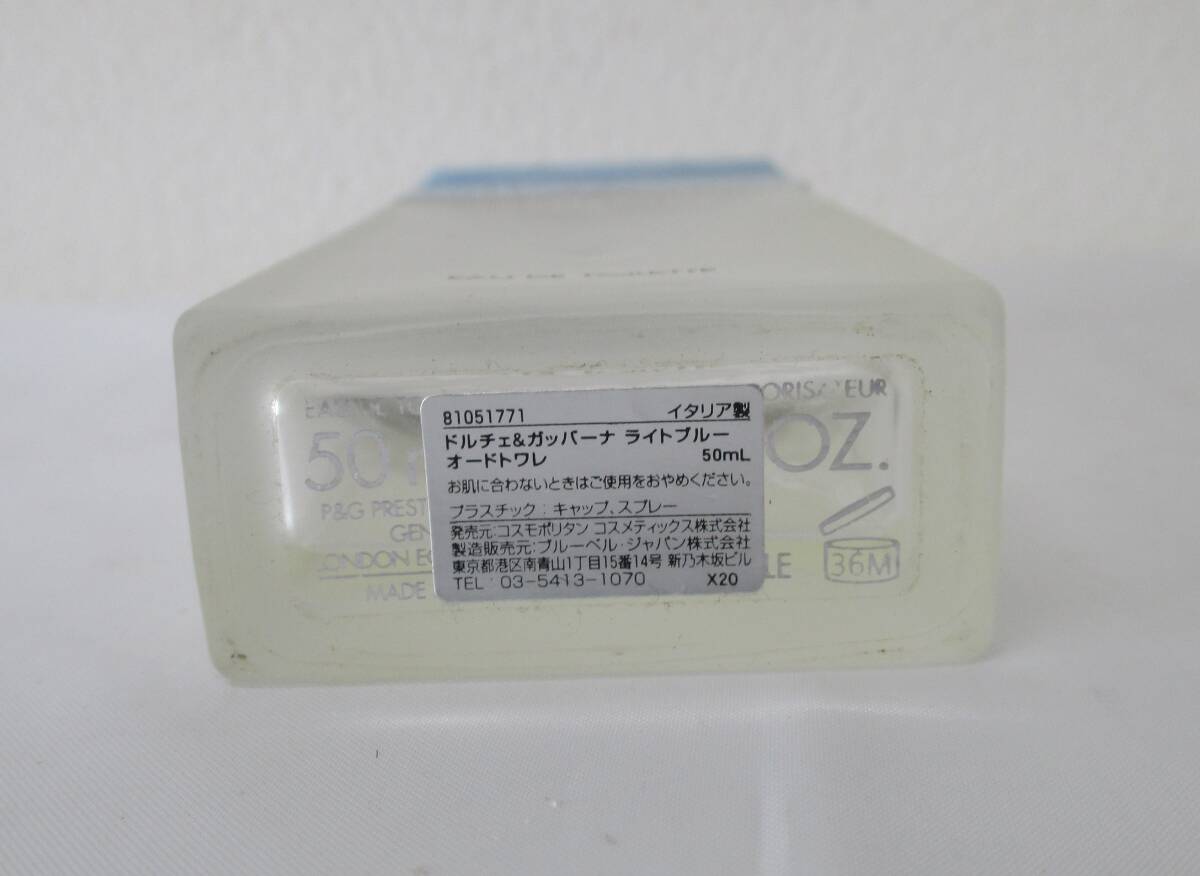 EAU DE TOILETTE
81051771 イタリア製
ドルチェ&ガッバーナ ライトブルー
オードトワレ 50mL
お肌に合わないときはご使用をおやめください。
プラスチック：キャップ、スプレー
発売元:コスモポリタン コスメティックス株式会社
製造販売元:ブルーベル・ジャパン株式会社
東京都港区南青山1丁目15番14号 新乃木坂ビル
TEL：03-5413-1070 X20
50
OZ.
P&G
LONDON
MADE
36M